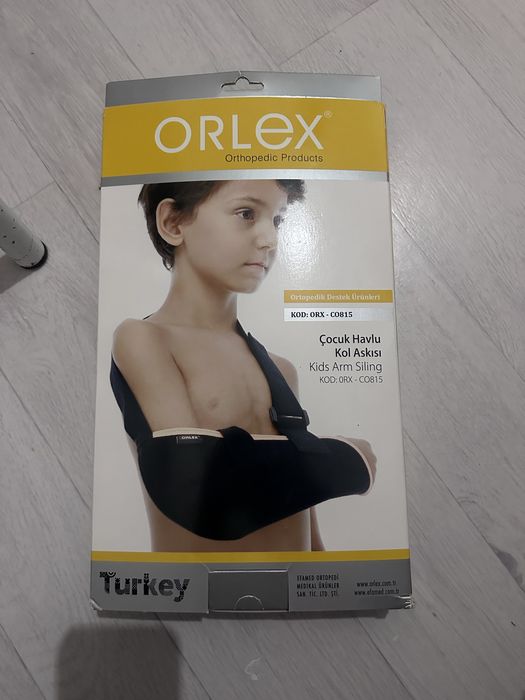 ORLEX®
Orthopedic Products
Ortopedik Destek Ürünleri
KOD: ORX - CO815
Çocuk Havlu
Kol Askısı
Kids Arm Siling
KOD: ORX - CO815
ORLEX
Turkey
EFAMED ORTOPEDİ
MEDİKAL ÜRÜNLER
SAN. TİC. LTD. ŞTİ.
www.orlex.com.tr
www.efamed.com.tr